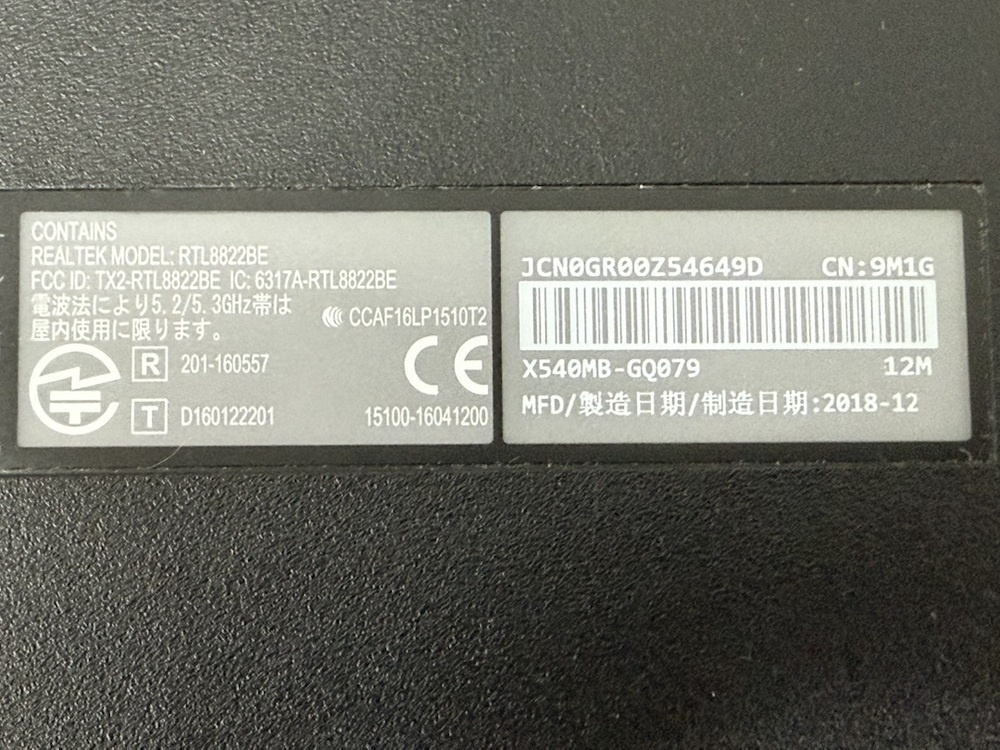 CONTAINS
REALTEK MODEL: RTL8822BE
FCC ID: TX2-RTL8822BE IC: 6317A-RTL8822BE
電波法により5.2/5.3GHz帯は
屋内使用に限ります。
CCAF16LP1510T2
R 201-160557
CE
T D160122201
15100-16041200
JCN0GR00Z54649D CN:9M1G
X540MB-GQ079 12M
MFD/製造日期/制造日期:2018-12